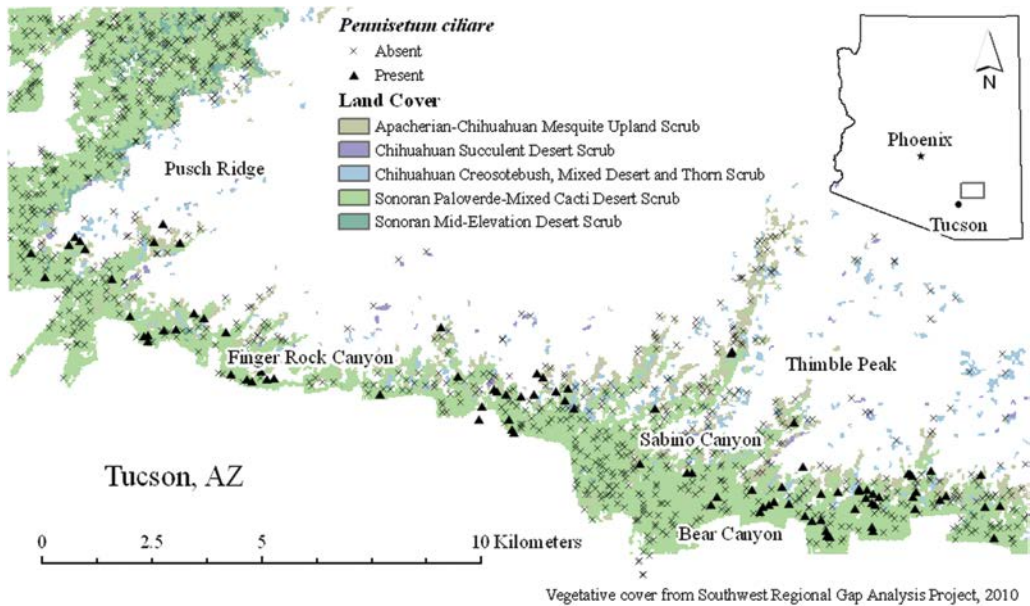 Pennisetum ciliare
Absent
Present
Land Cover
Apacherian-Chihuahuan Mesquite Upland Scrub
Chihuahuan Succulent Desert Scrub
Chihuahuan Creosotebush, Mixed Desert and Thorn Scrub
Sonoran Paloverde-Mixed Cacti Desert Scrub
Sonoran Mid-Elevation Desert Scrub
N
Phoenix
Tucson
Pusch Ridge
Finger Rock Canyon
Thimble Peak
Sabino Canyon
Tucson, AZ
Bear Canyon
0 2.5 5 10 Kilometers
Vegetative cover from Southwest Regional Gap Analysis Project, 2010